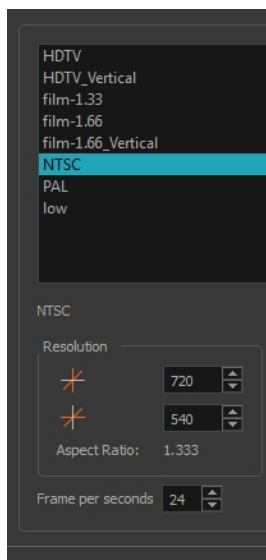 HDTV
HDTV_Vertical
film-1.33
film-1.66
film-1.66_Vertical
NTSC
PAL
low
NTSC
Resolution
720
540
Aspect Ratio: 1.333
Frame per seconds 24